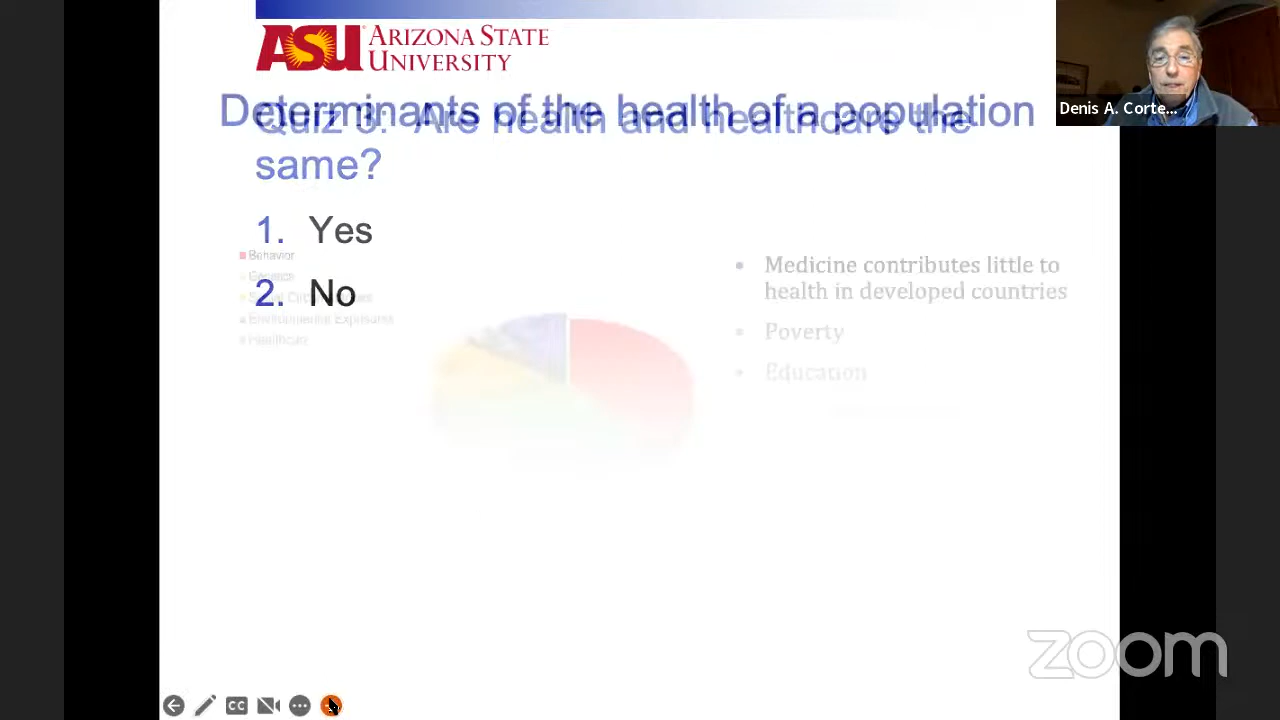 ASU ARIZONA STATE
UNIVERSITY
Denis A. Corte...
Determinants of the health of a population
Quiz 3: Are health and healthcare the
same?
1. Yes
2. No
Behavior
Genetics
Environmental Exposures
Healthcare
• Medicine contributes little to
health in developed countries
• Poverty
• Education
CC
zoom